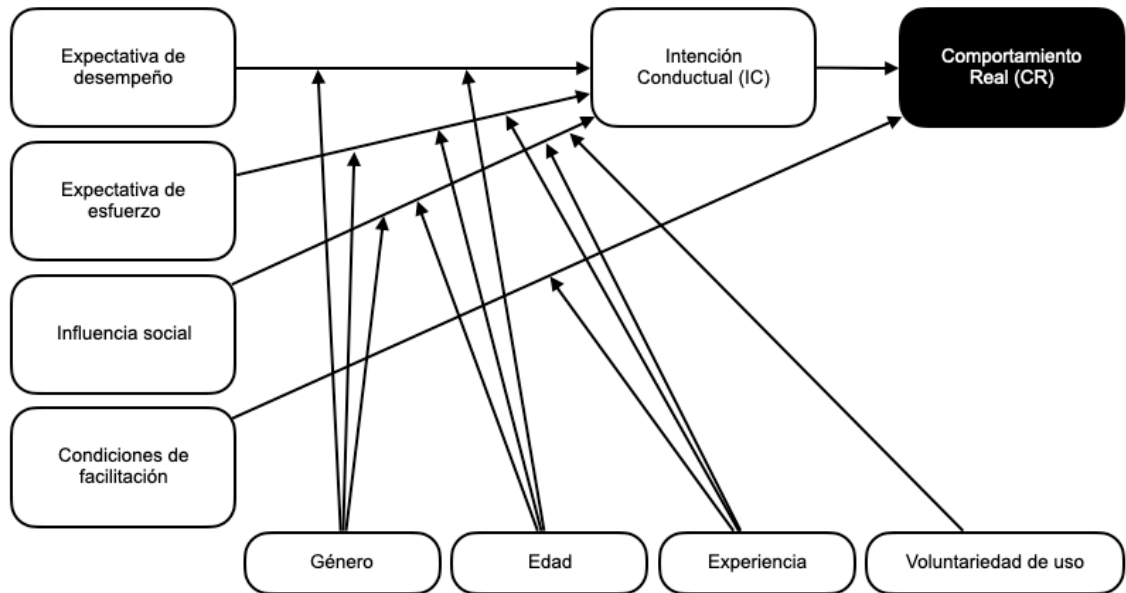 Expectativa de
desempeño
Intención
Conductual (IC)
Comportamiento
Real (CR)
Expectativa de
esfuerzo
Influencia social
Condiciones de
facilitación
Género
Edad
Experiencia
Voluntariedad de uso